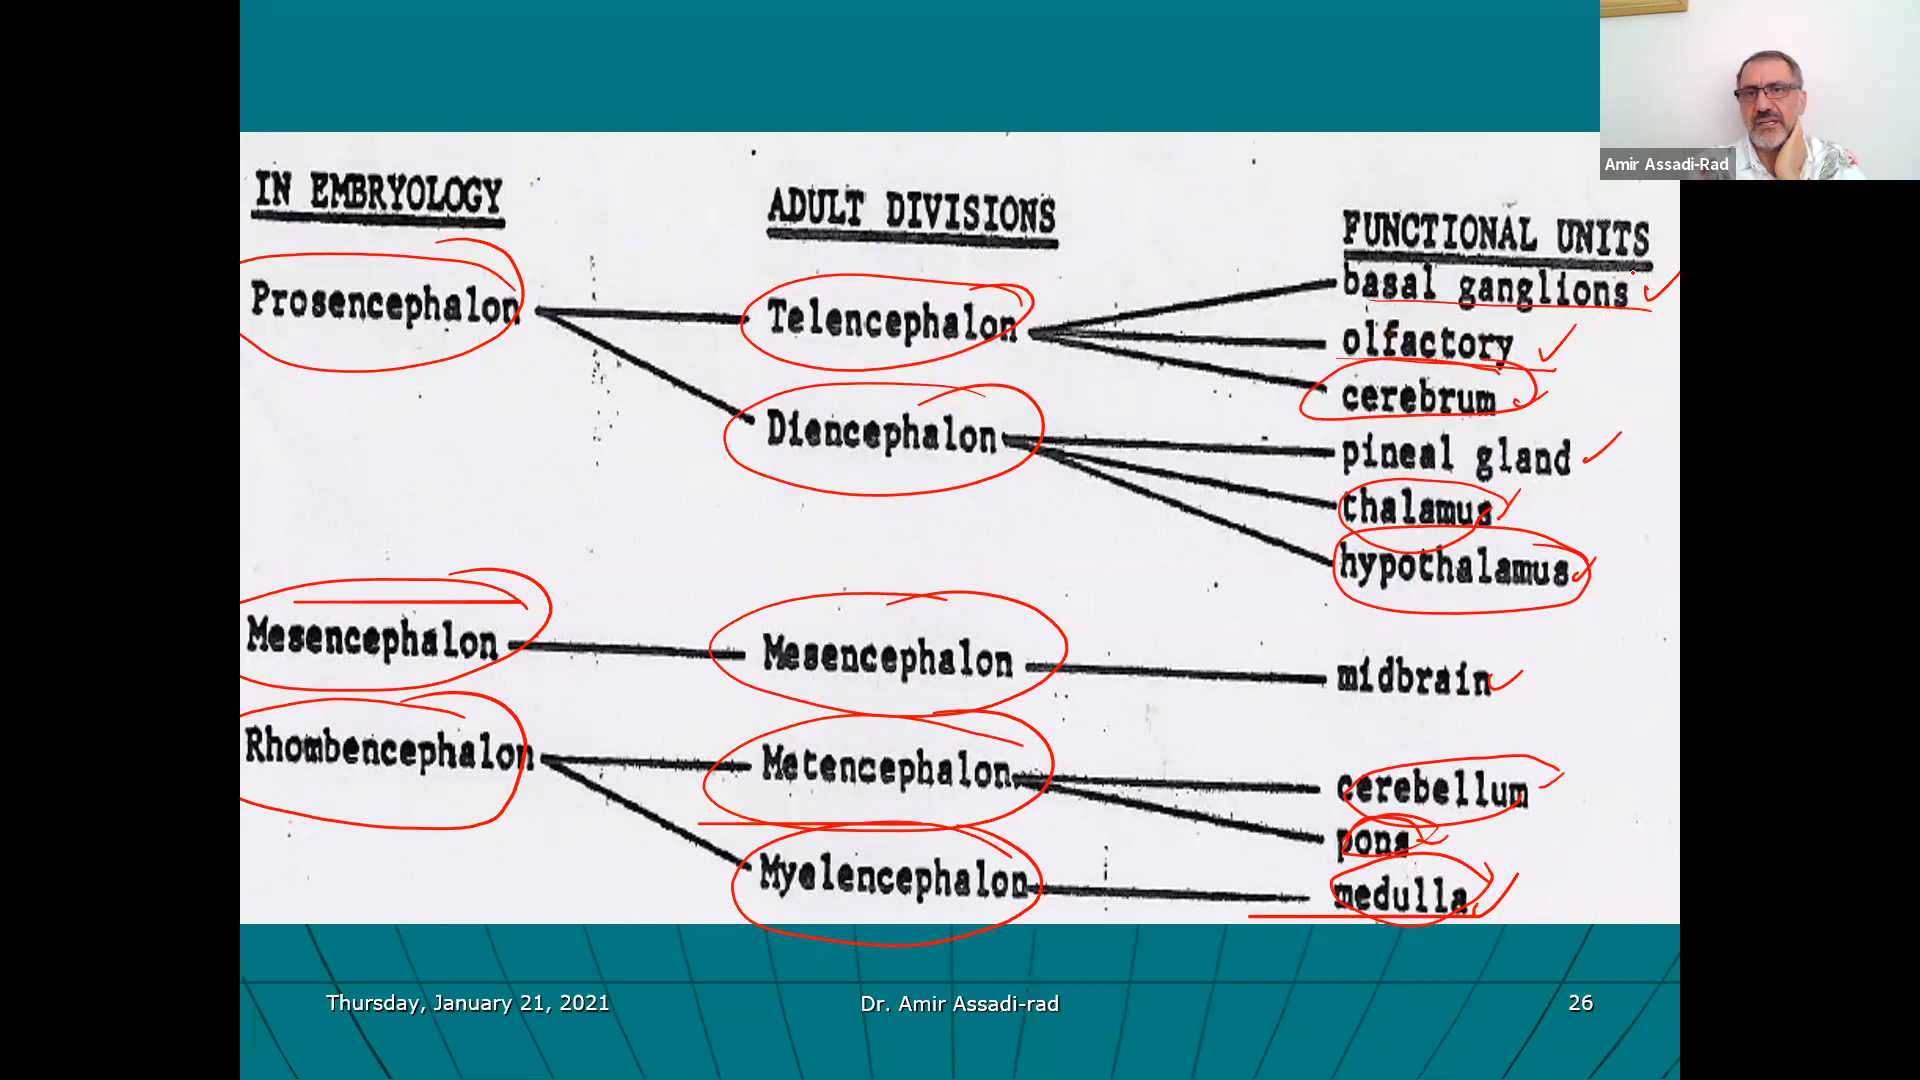 Amir Assadi-Rad
IN EMBRYOLOGY
ADULT DIVISIONS
FUNCTIONAL UNITS
Prosencephalon
Telencephalon
basal ganglions
olfactory
cerebrum
Diencephalon
pineal gland
thalamus
hypothalamus
Mesencephalon
Mesencephalon
midbrain
Rhombencephalon
Metencephalon
cerebellum
pons
Myelencephalon
medulla
Thursday, January 21, 2021
Dr. Amir Assadi-rad
26